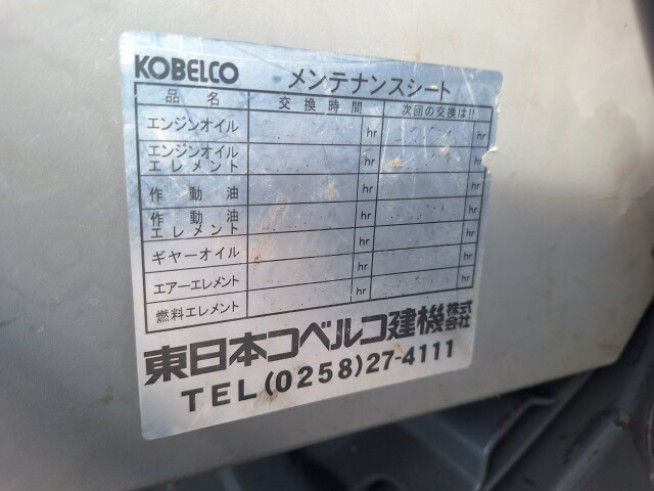 KOBELCO メンテナンスシート
品名 交換時間 次回の交換は!!
エンジンオイル hr hr
エンジンオイル
エレメント hr hr
作動油 hr hr
作動油
エレメント hr hr
ギヤーオイル hr hr
エアーエレメント hr hr
燃料エレメント hr hr
東日本コベルコ建機株式会社
TEL(0258)27-4111